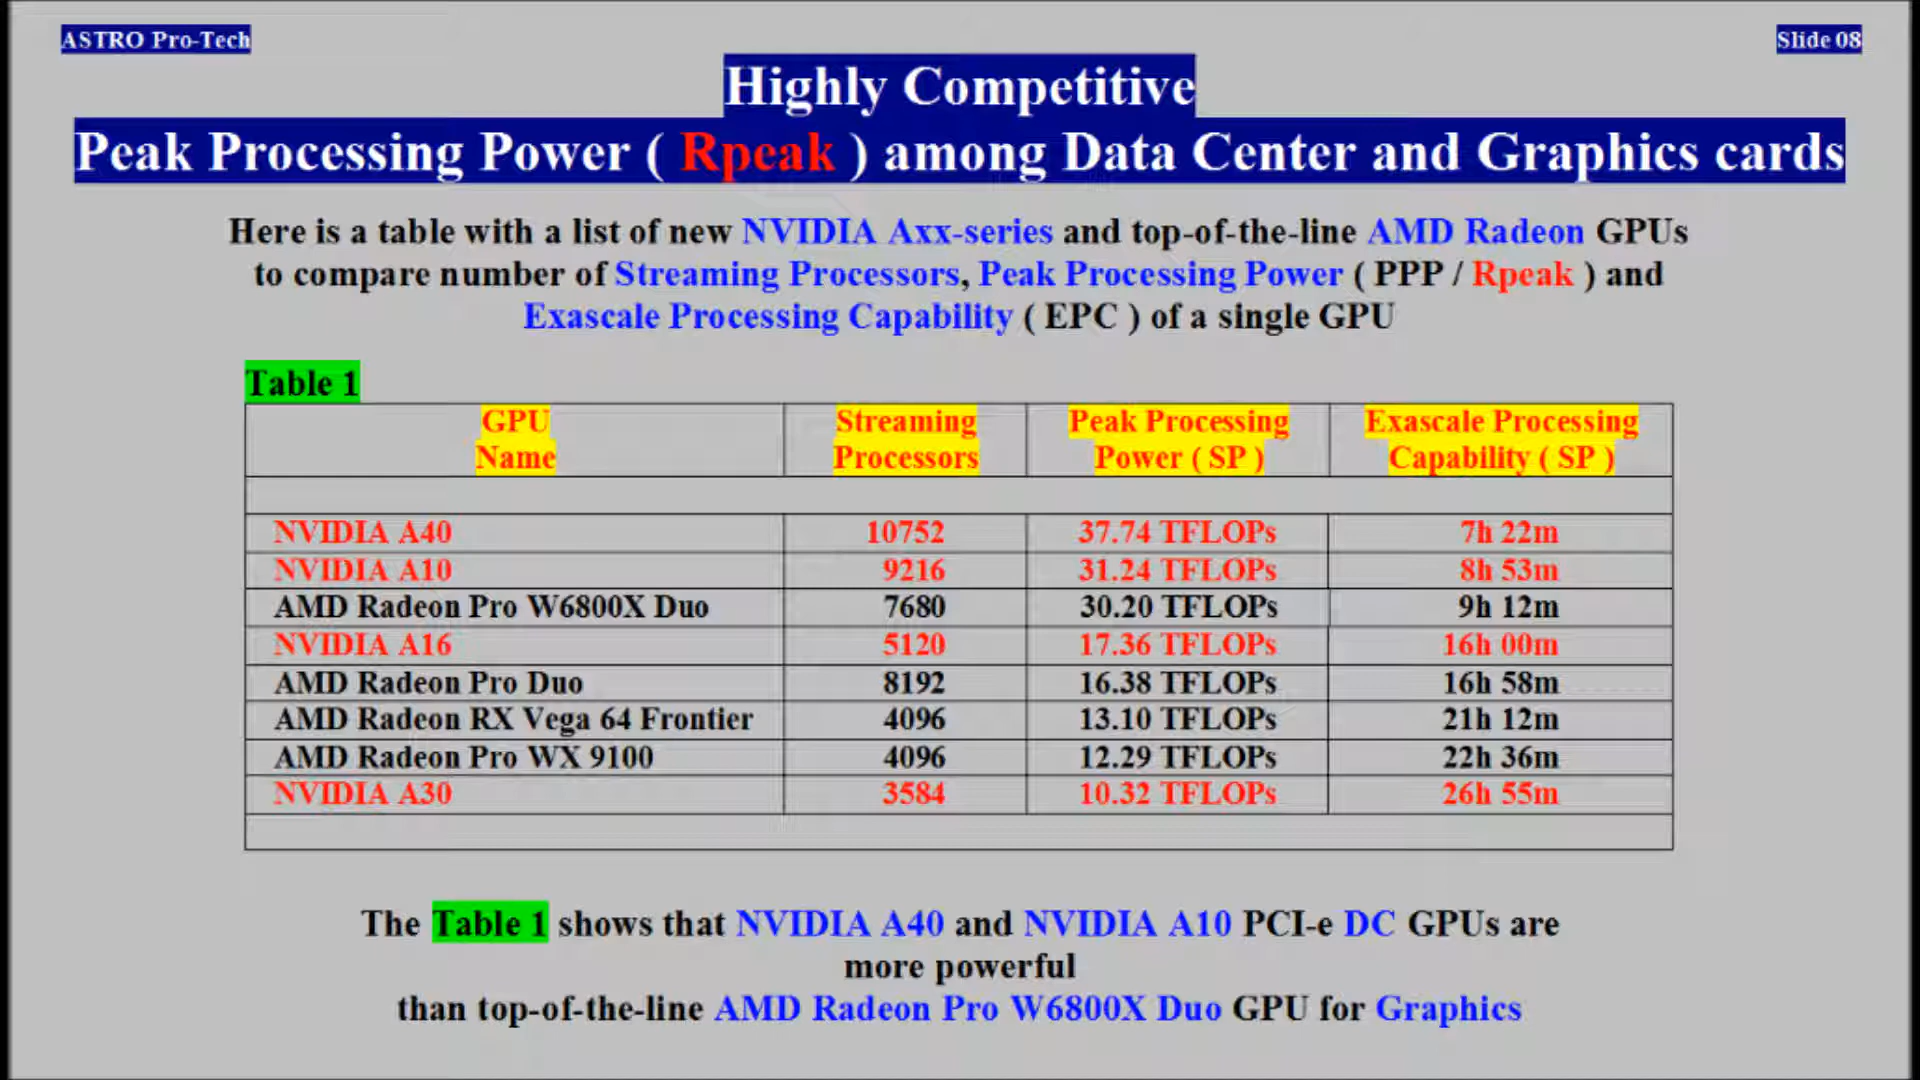 ASTRO Pro-Tech
Slide 08
Highly Competitive
Peak Processing Power ( Rpeak ) among Data Center and Graphics cards
Here is a table with a list of new NVIDIA Axx-series and top-of-the-line AMD Radeon GPUs
to compare number of Streaming Processors, Peak Processing Power ( PPP / Rpeak ) and
Exascale Processing Capability ( EPC ) of a single GPU
Table 1
GPU Name Streaming Processors Peak Processing Power ( SP ) Exascale Processing Capability ( SP )
NVIDIA A40 10752 37.74 TFLOPs 7h 22m
NVIDIA A10 9216 31.24 TFLOPs 8h 53m
AMD Radeon Pro W6800X Duo 7680 30.20 TFLOPs 9h 12m
NVIDIA A16 5120 17.36 TFLOPs 16h 00m
AMD Radeon Pro Duo 8192 16.38 TFLOPs 16h 58m
AMD Radeon RX Vega 64 Frontier 4096 13.10 TFLOPs 21h 12m
AMD Radeon Pro WX 9100 4096 12.29 TFLOPs 22h 36m
NVIDIA A30 3584 10.32 TFLOPs 26h 55m
The Table 1 shows that NVIDIA A40 and NVIDIA A10 PCI-e DC GPUs are
more powerful
than top-of-the-line AMD Radeon Pro W6800X Duo GPU for Graphics